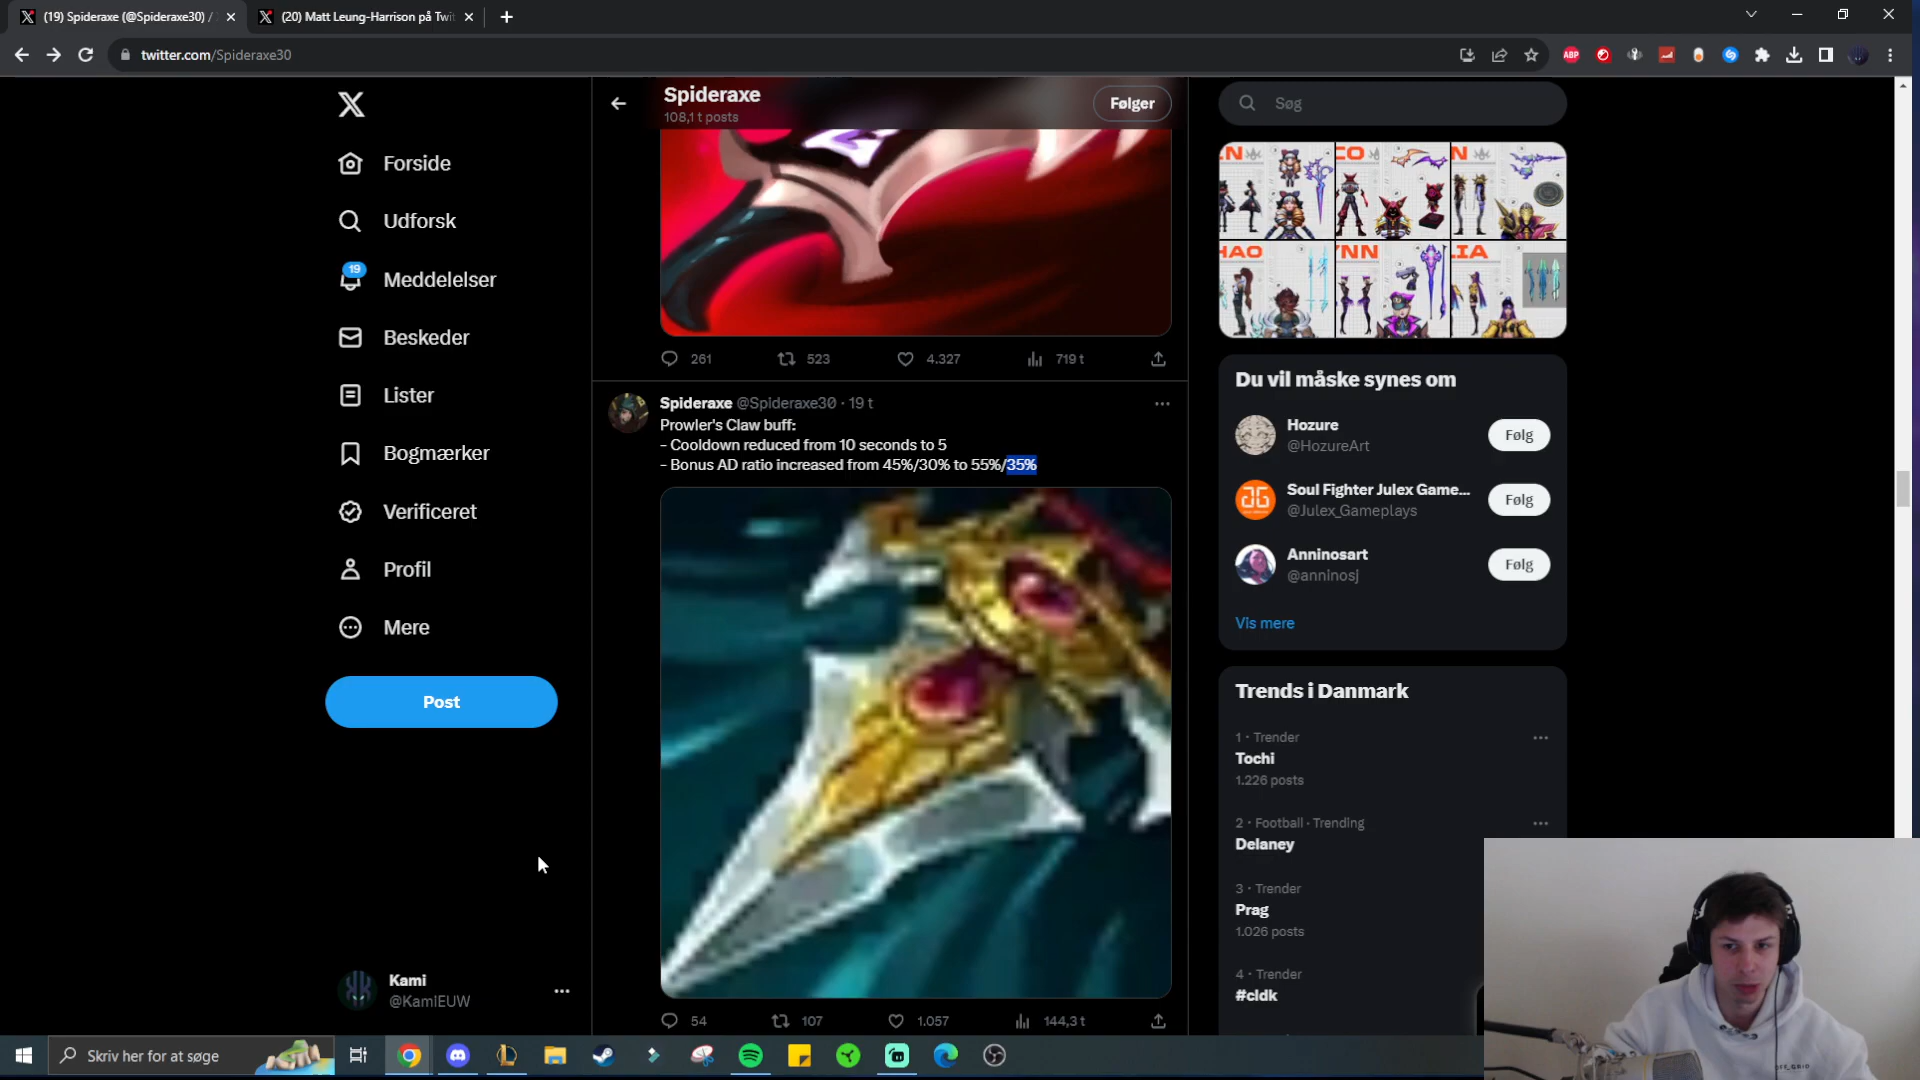 (19) Spideraxe (@Spideraxe30) /
(20) Matt Leung-Harrison på Twi
twitter.com/Spideraxe30
ABP
Forside
Udforsk
19
Meddelelser
Beskeder
Lister
Bogmærker
Verificeret
Profil
Mere
Post
Kami
@KamiEUW
Spideraxe
108,1 t posts
Følger
261
523
4.327
719 t
Spideraxe @Spideraxe30 · 19 t
Prowler's Claw buff:
- Cooldown reduced from 10 seconds to 5
- Bonus AD ratio increased from 45%/30% to 55%/35%
54
107
1.057
144,3 t
Søg
Du vil måske synes om
Hozure
@HozureArt
Følg
Soul Fighter Julex Game...
@Julex_Gameplays
Følg
Anninosart
@anninosj
Følg
Vis mere
Trends i Danmark
1 · Trender
Tochi
1.226 posts
2 · Football · Trending
Delaney
3 · Trender
Prag
1.026 posts
4 · Trender
#cldk
Skriv her for at søge